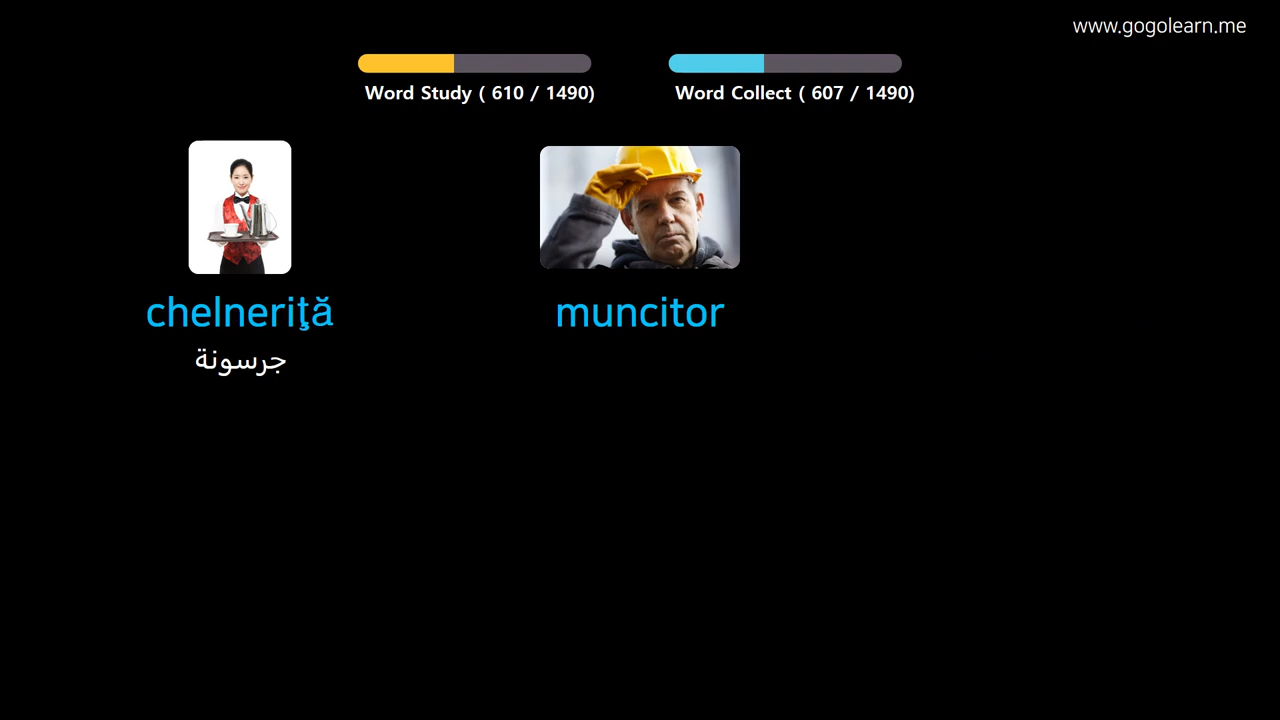 www.gogolearn.me
Word Study ( 610 / 1490)
Word Collect ( 607 / 1490)
chelneriţă
muncitor
جرسونة